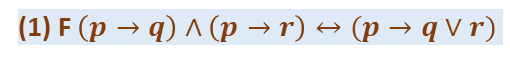 (1) F (p → q) ∧ (p → r) ↔ (p → q ∨ r)